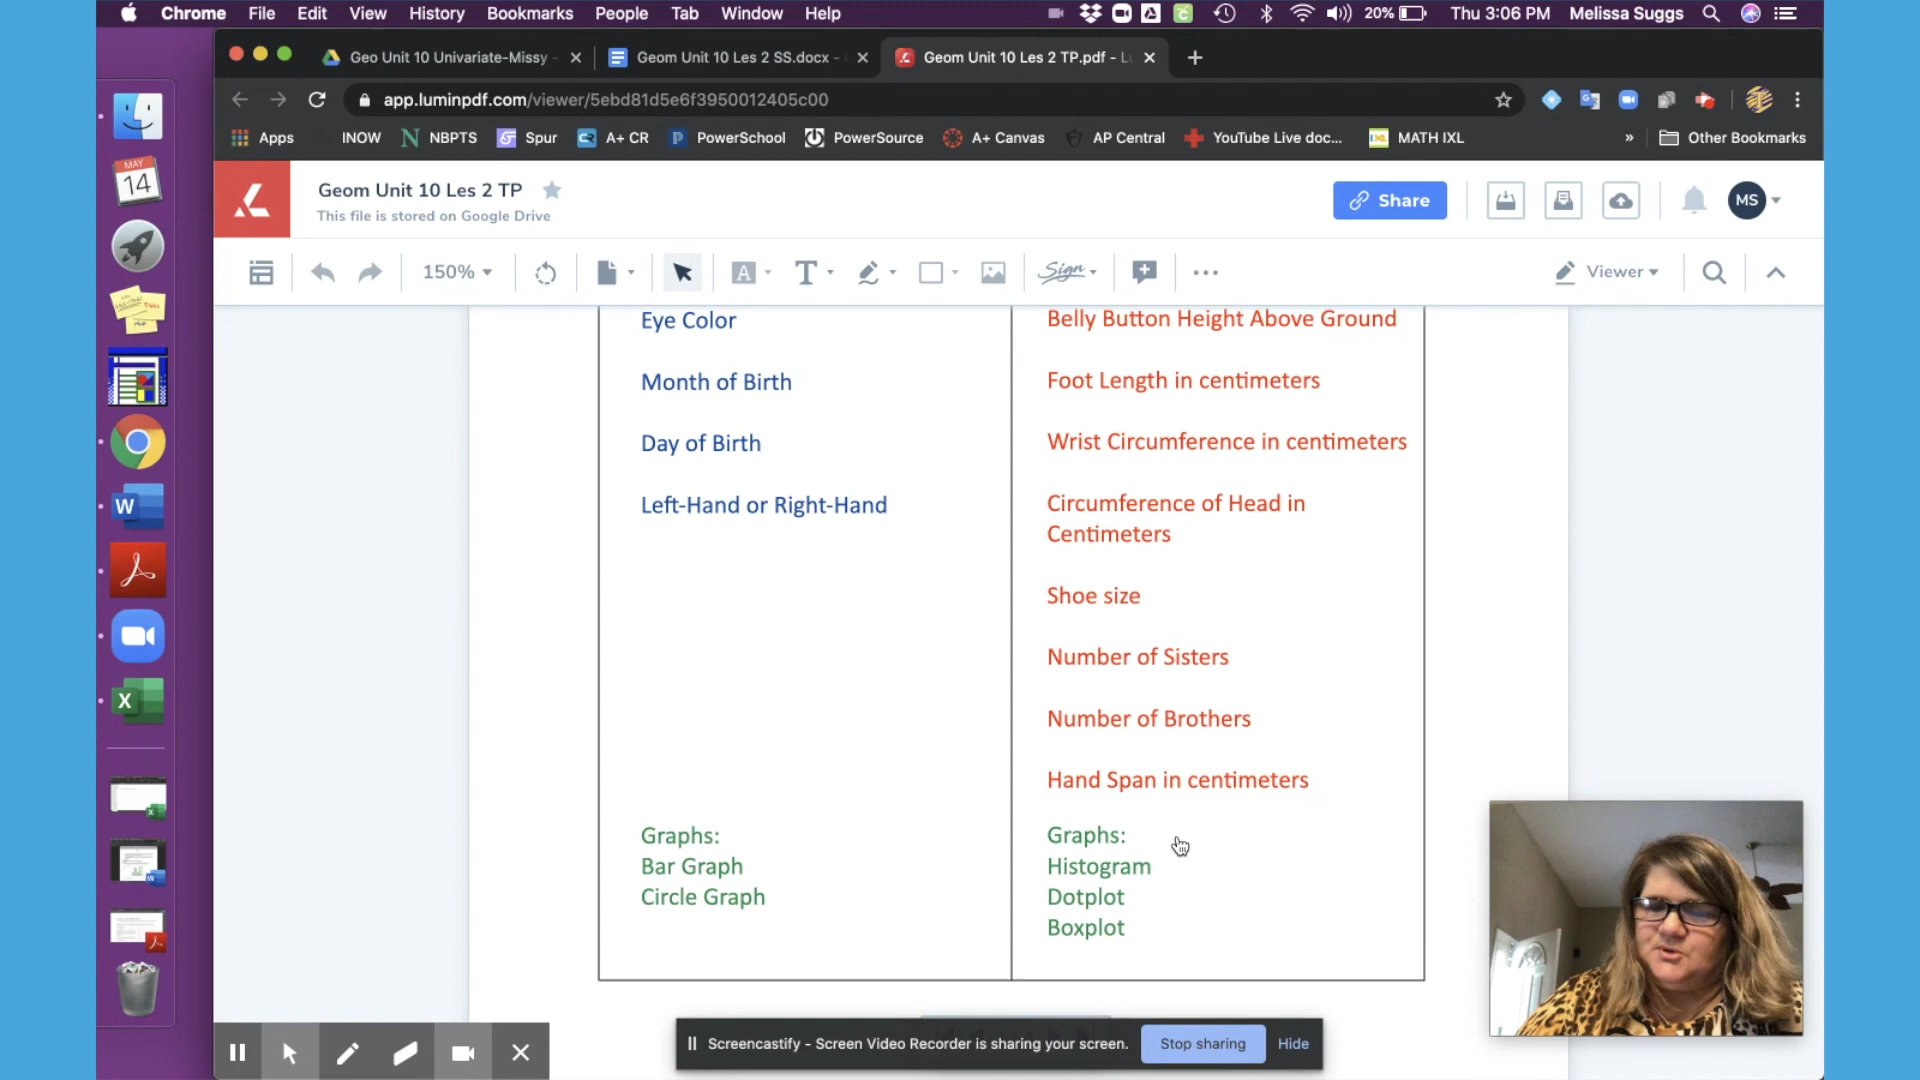 Chrome File Edit View History Bookmarks People Tab Window Help 20% Thu 3:06 PM Melissa Suggs
Geo Unit 10 Univariate-Missy - Geom Unit 10 Les 2 SS.docx - Geom Unit 10 Les 2 TP.pdf - Lu
app.luminpdf.com/viewer/5ebd81d5e6f3950012405c00
Apps INOW NBPTS Spur A+ CR PowerSchool PowerSource A+ Canvas AP Central YouTube Live doc... MATH IXL » Other Bookmarks
MAY
14
Geom Unit 10 Les 2 TP
This file is stored on Google Drive
Share
MS
150%
A
T
Sign
Viewer
Eye Color
Month of Birth
Day of Birth
Left-Hand or Right-Hand
Graphs:
Bar Graph
Circle Graph
Belly Button Height Above Ground
Foot Length in centimeters
Wrist Circumference in centimeters
Circumference of Head in
Centimeters
Shoe size
Number of Sisters
Number of Brothers
Hand Span in centimeters
Graphs:
Histogram
Dotplot
Boxplot
W
X
Screencastify - Screen Video Recorder is sharing your screen. Stop sharing Hide